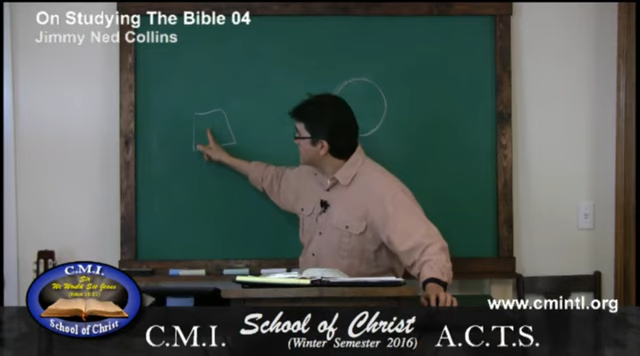 On Studying The Bible 04
Jimmy Ned Collins
C.M.I.
"Sir
We Would See Jesus"
School of Christ
www.cmintl.org
C.M.I. School of Christ A.C.T.S.
(Winter Semester 2016)